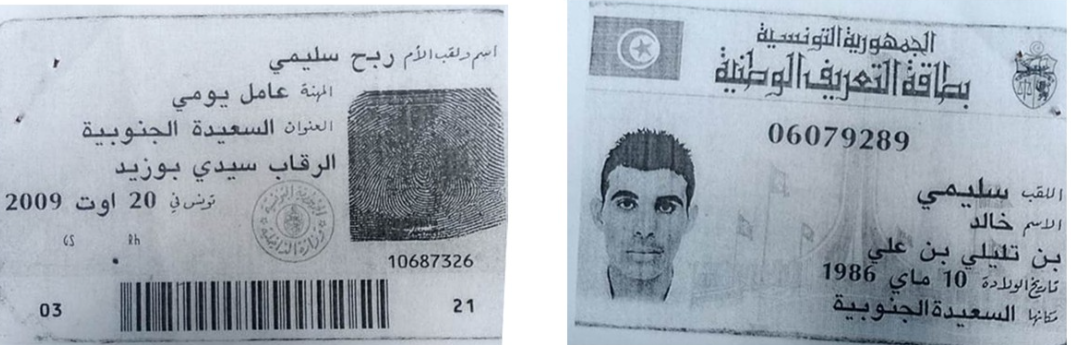 اسم ولقب الأم ربح سليمي
المهنة عامل يومي
العنوان السعيدة الجنوبية
الرقاب سيدي بوزيد
تونس في 20 اوت 2009
GS Rh
10687326
03
21
الجمهورية التونسية
بطاقة التعريف الوطنية
06079289
اللقب سليمي
الاسم خالد
بن تليلي بن علي
تاريخ الولادة 10 ماي 1986
مكانها السعيدة الجنوبية